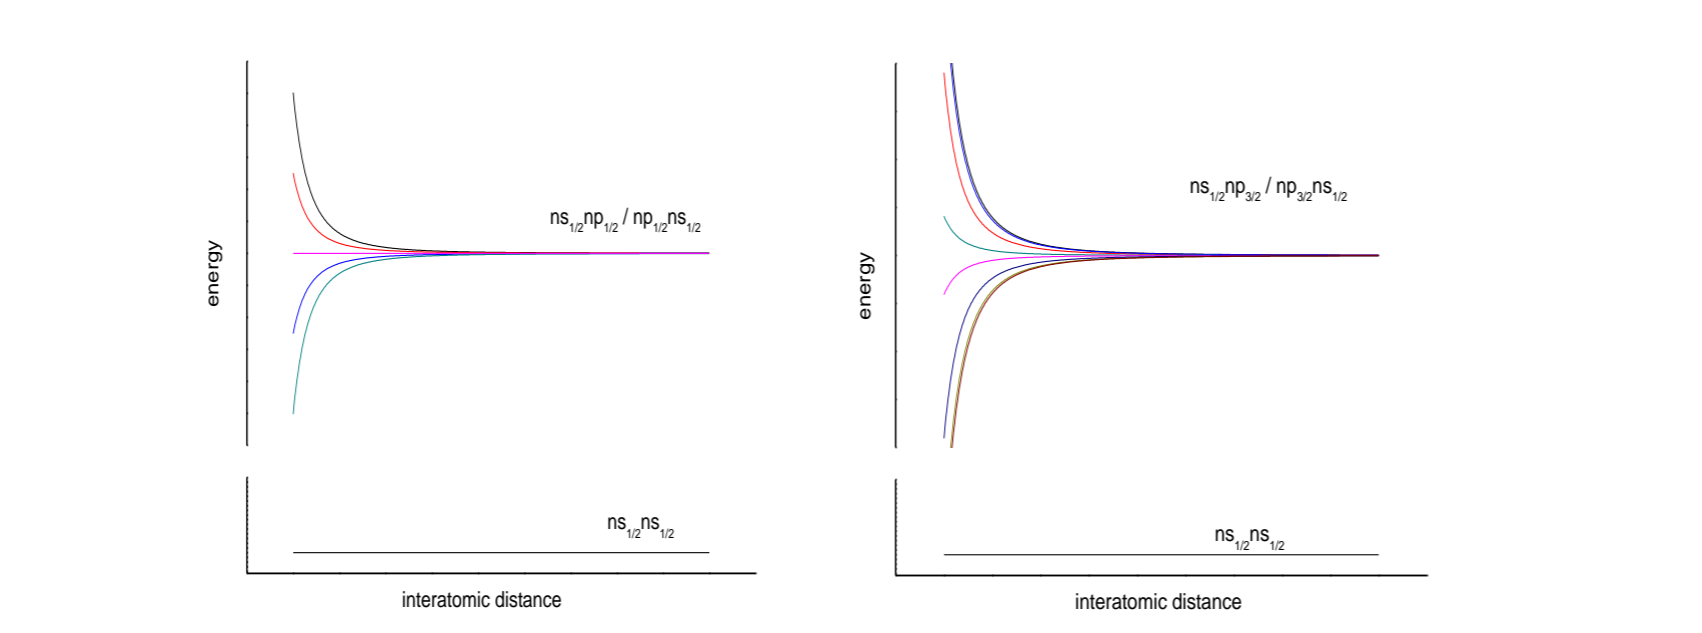 energy
ns1/2np1/2 / np1/2ns1/2
ns1/2ns1/2
interatomic distance
energy
ns1/2np3/2 / np3/2ns1/2
ns1/2ns1/2
interatomic distance